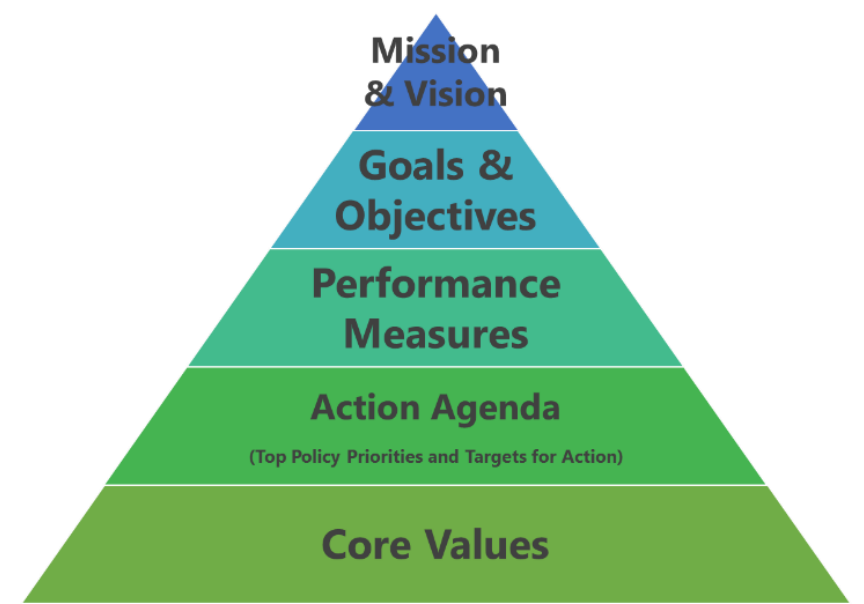 Mission
& Vision
Goals &
Objectives
Performance
Measures
Action Agenda
(Top Policy Priorities and Targets for Action)
Core Values